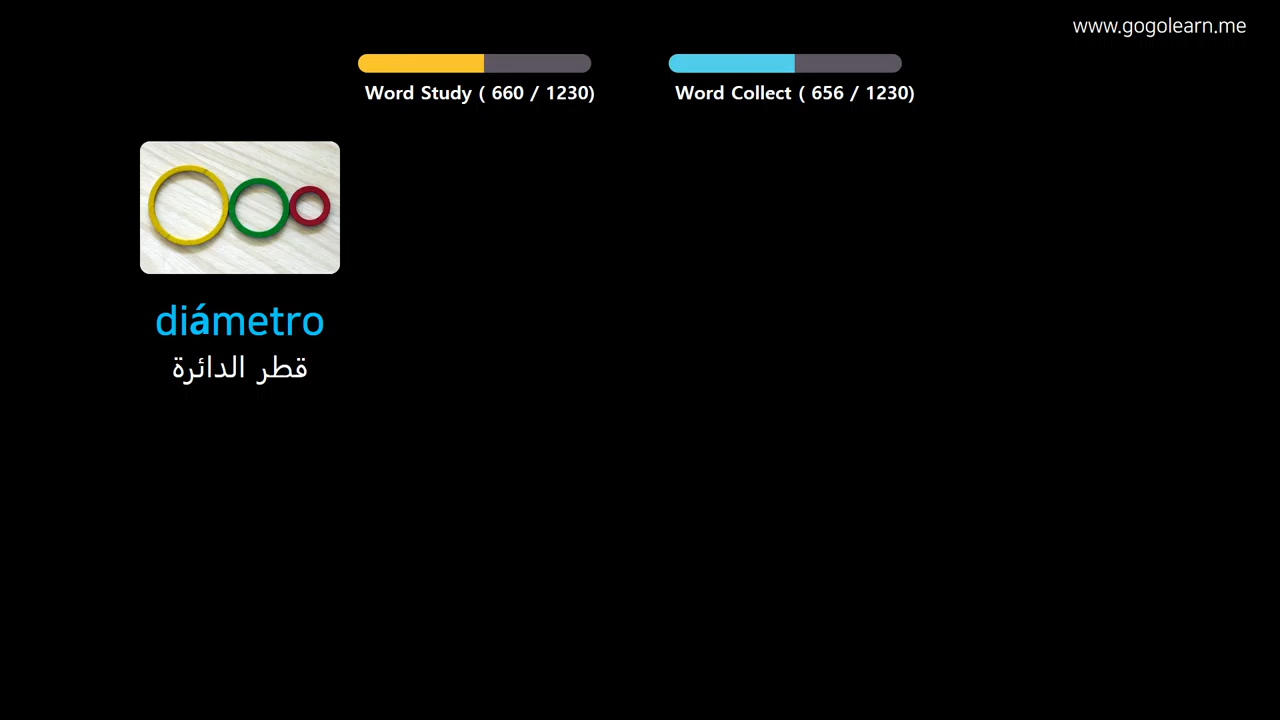 www.gogolearn.me
Word Study ( 660 / 1230)
Word Collect ( 656 / 1230)
diámetro
قطر الدائرة